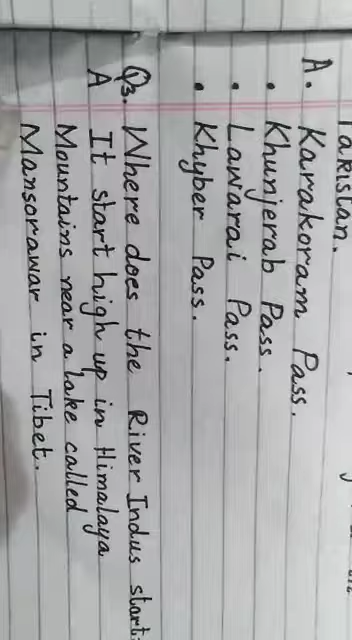 Pakistan.
A. Karakoram Pass.
• Khunjerab Pass.
• Lawarai Pass.
• Khyber Pass.
Q3. Where does the River Indus start
A It start high up in Himalaya
Mountains near a lake called
Mansorawar in Tibet.